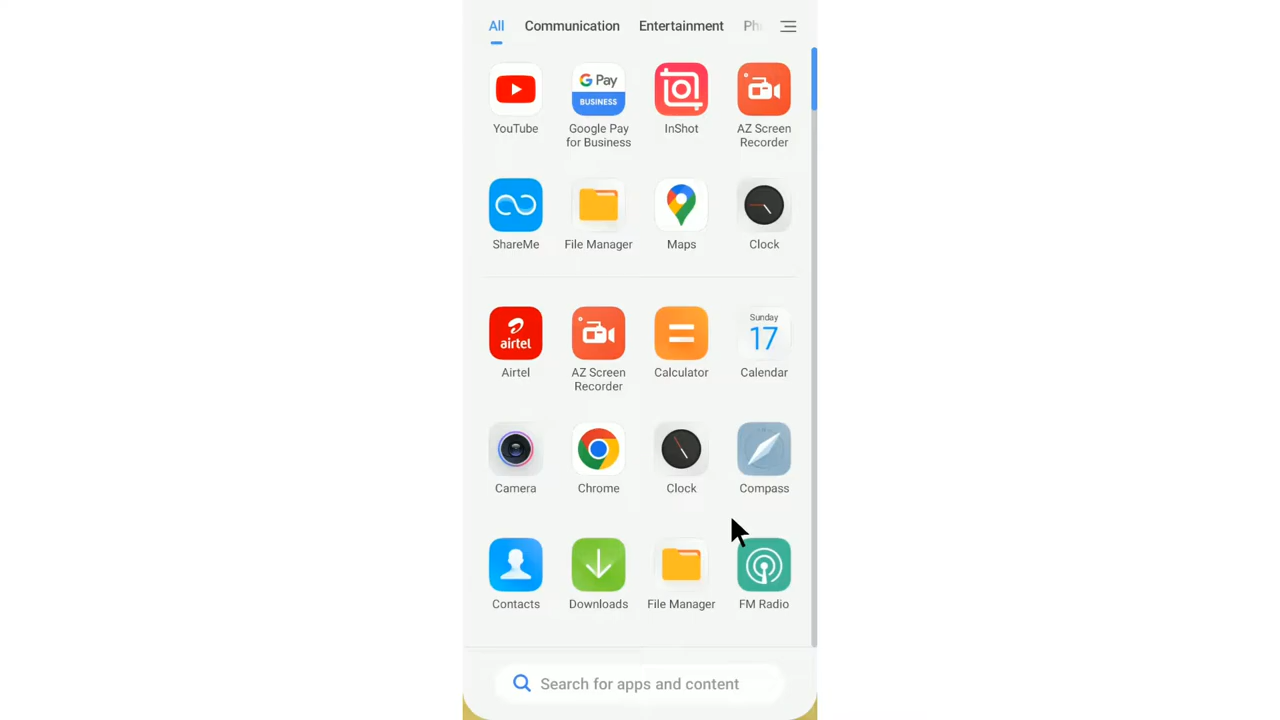 All Communication Entertainment
G Pay
BUSINESS
YouTube Google Pay InShot AZ Screen
for Business Recorder
ShareMe File Manager Maps Clock
Sunday
airtel 17
Airtel AZ Screen Calculator Calendar
Recorder
Camera Chrome Clock Compass
Contacts Downloads File Manager FM Radio
Search for apps and content